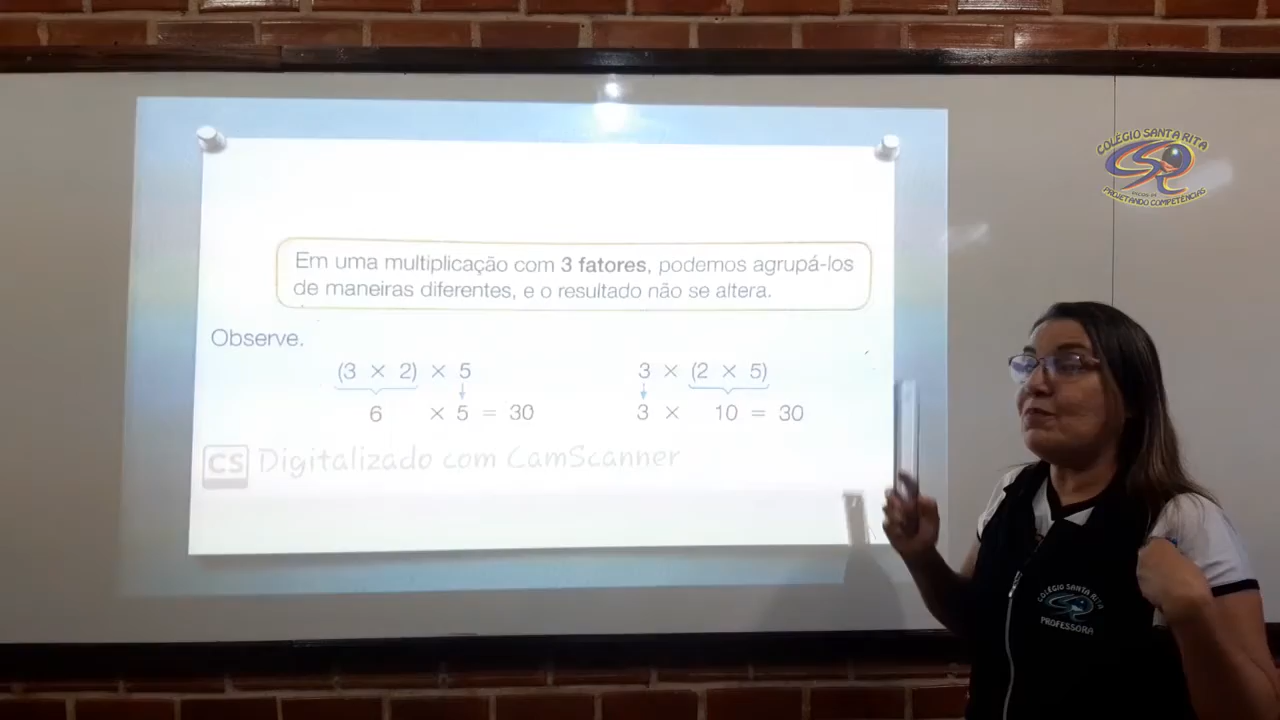 COLÉGIO SANTA RITA
PROJETANDO COMPETÊNCIAS
Em uma multiplicação com 3 fatores, podemos agrupá-los
de maneiras diferentes, e o resultado não se altera.
Observe.
(3 × 2) × 5
6 × 5 = 30
3 × (2 × 5)
3 × 10 = 30
CS Digitalizado com CamScanner
COLÉGIO SANTA RITA
PROFESSORA